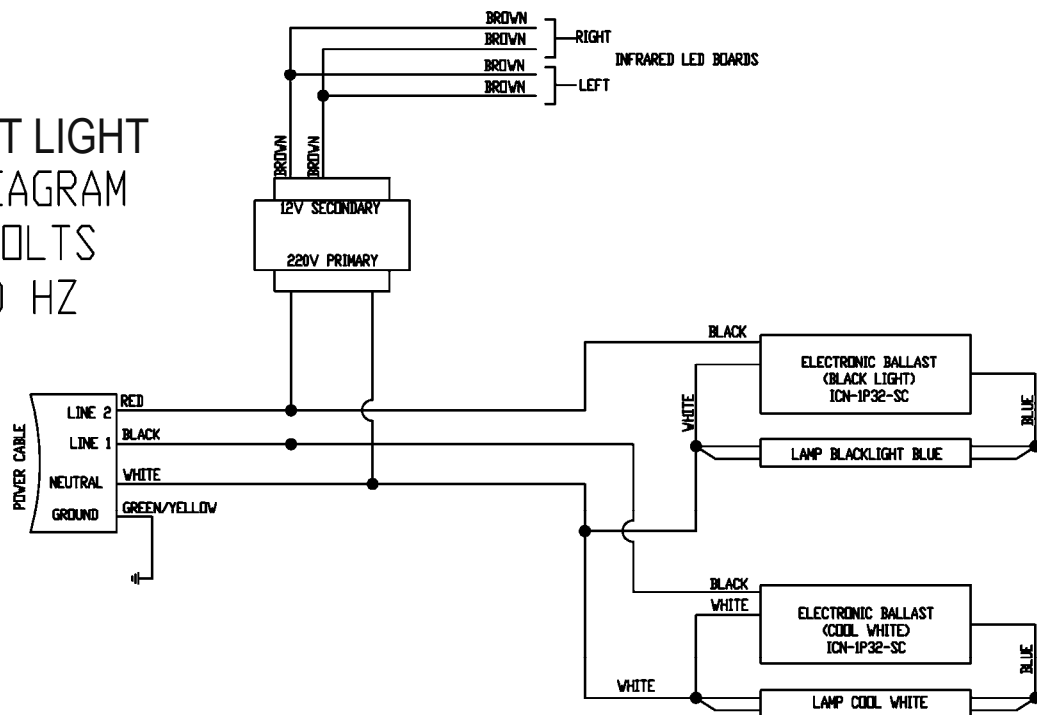 BROWN
BROWN
RIGHT
INFRARED LED BOARDS
BROWN
BROWN
LEFT
T LIGHT
AGRAM
OLTS
HZ
BROWN
BROWN
12V SECONDARY
220V PRIMARY
BLACK
ELECTRONIC BALLAST
(BLACK LIGHT)
ICN-1P32-SC
WHITE
BLUE
LAMP BLACKLIGHT BLUE
POWER CABLE
LINE 2
RED
LINE 1
BLACK
NEUTRAL
WHITE
GROUND
GREEN/YELLOW
BLACK
WHITE
ELECTRONIC BALLAST
(COOL WHITE)
ICN-1P32-SC
BLUE
WHITE
LAMP COOL WHITE